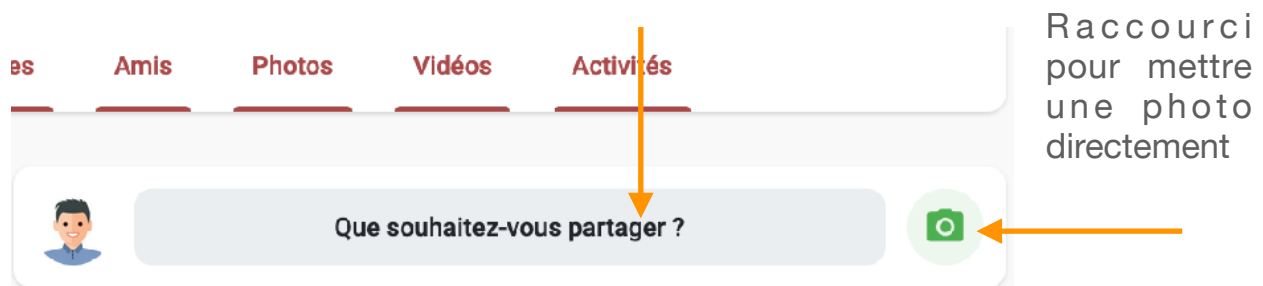 es Amis Photos Vidéos Activités
Raccourci
pour mettre
une photo
directement
Que souhaitez-vous partager ?